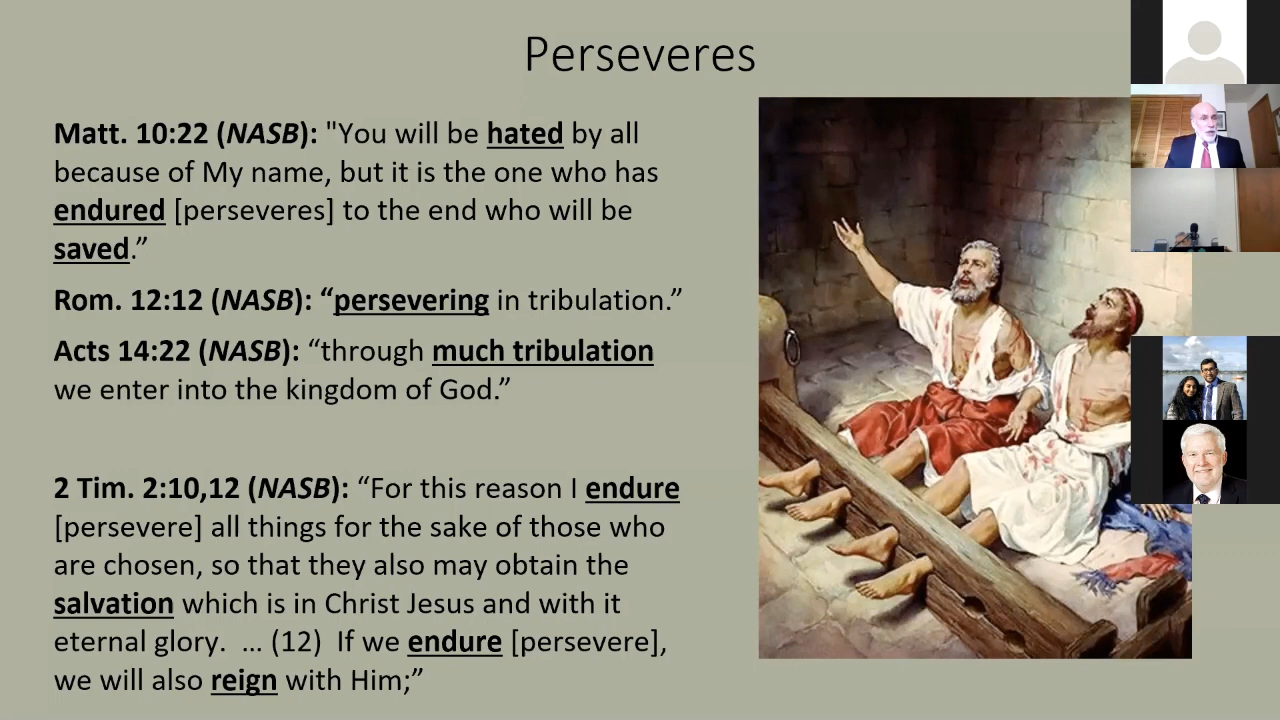 Perseveres
Matt. 10:22 (NASB): "You will be hated by all
because of My name, but it is the one who has
endured [perseveres] to the end who will be
saved.”
Rom. 12:12 (NASB): “persevering in tribulation.”
Acts 14:22 (NASB): “through much tribulation
we enter into the kingdom of God.”
2 Tim. 2:10,12 (NASB): “For this reason I endure
[persevere] all things for the sake of those who
are chosen, so that they also may obtain the
salvation which is in Christ Jesus and with it
eternal glory.  … (12)  If we endure [persevere],
we will also reign with Him;”